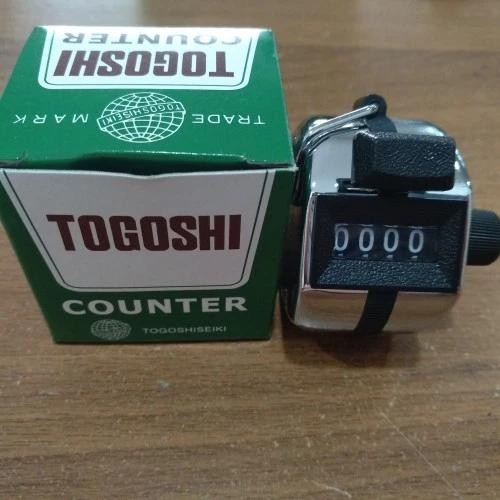 COUNTER
TOGOSHI
TRADE MARK
TOGOSHISEIKI
TOGOSHI
COUNTER
TOGOSHISEIKI
0000